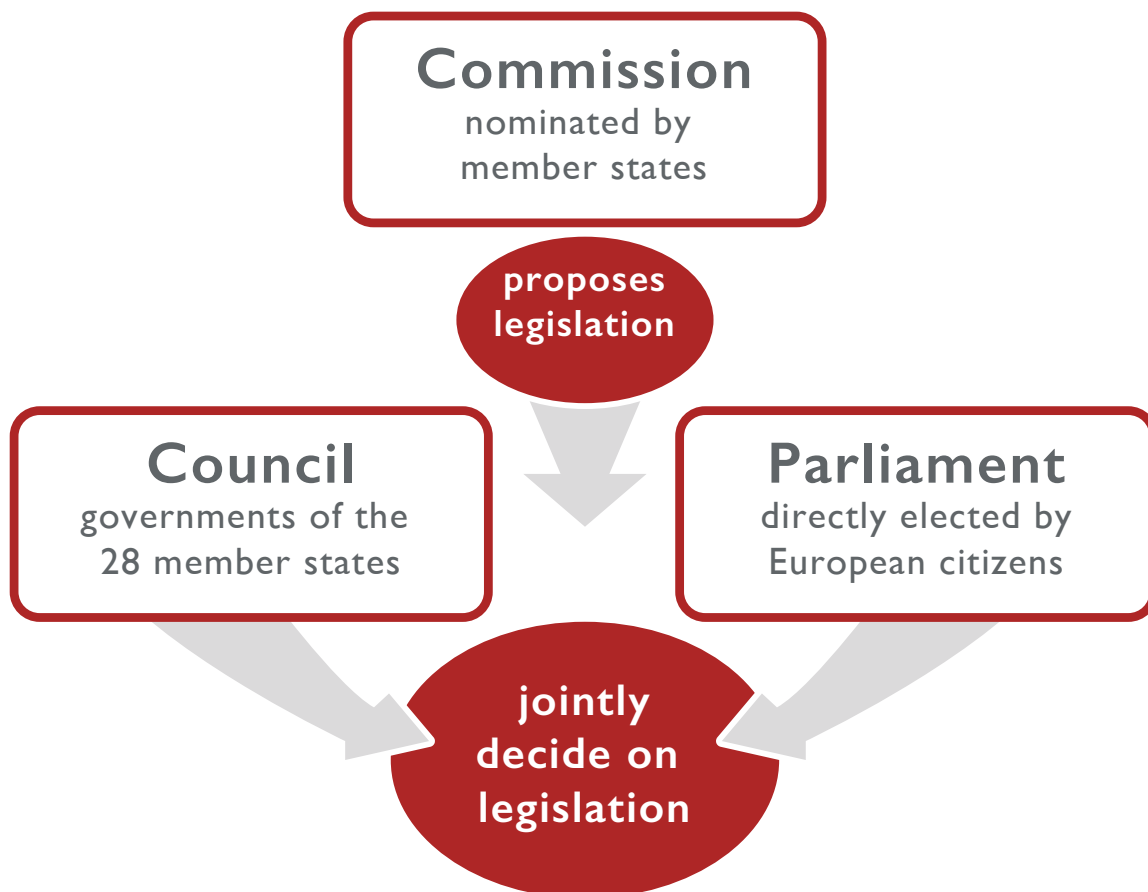 Commission
nominated by
member states
proposes
legislation
Council
governments of the
28 member states
Parliament
directly elected by
European citizens
jointly
decide on
legislation